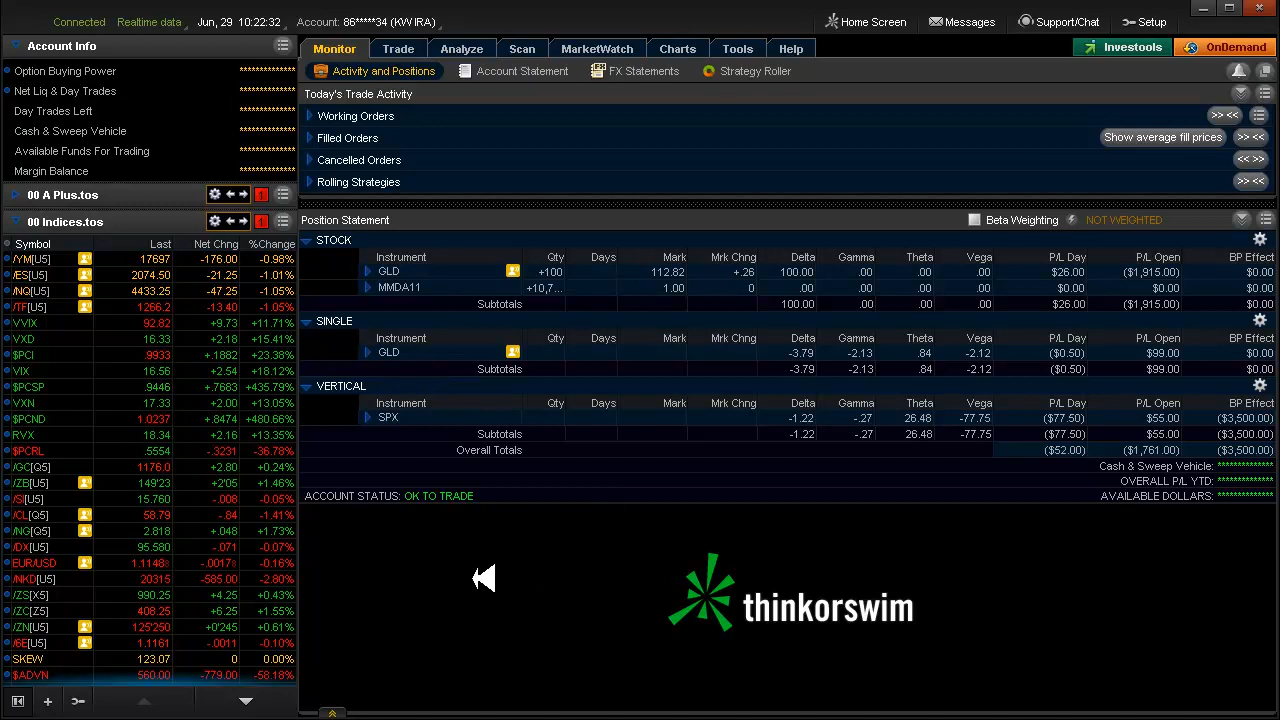 Connected Realtime data Jun, 29 10:22:32 Account: 86*****34 (KW IRA) Home Screen Messages Support/Chat Setup
Account Info
Option Buying Power **************
Net Liq & Day Trades **************
Day Trades Left **************
Cash & Sweep Vehicle **************
Available Funds For Trading **************
Margin Balance **************
00 A Plus.tos 1
00 Indices.tos 1
Symbol Last Net Chng %Change
/YM[U5] 17697 -176.00 -0.98%
/ES[U5] 2074.50 -21.25 -1.01%
/NQ[U5] 4433.25 -47.25 -1.05%
/TF[U5] 1266.2 -13.40 -1.05%
VVIX 92.82 +9.73 +11.71%
VXD 16.33 +2.18 +15.41%
$PCI .9933 +.1882 +23.38%
VIX 16.56 +2.54 +18.12%
$PCSP .9446 +.7683 +435.79%
VXN 17.33 +2.00 +13.05%
$PCND 1.0237 +.8474 +480.66%
RVX 18.34 +2.16 +13.35%
$PCRL .5554 -.3231 -36.78%
/GC[Q5] 1176.0 +2.80 +0.24%
/ZB[U5] 149'23 +2'05 +1.46%
/SI[U5] 15.760 -.008 -0.05%
/CL[Q5] 58.79 -.84 -1.41%
/NG[Q5] 2.818 +.048 +1.73%
/DX[U5] 95.580 -.071 -0.07%
EUR/USD 1.11488 -.00178 -0.16%
/NKD[U5] 20315 -585.00 -2.80%
/ZS[X5] 990.25 +4.25 +0.43%
/ZC[Z5] 408.25 +6.25 +1.55%
/ZN[U5] 125'250 +0'245 +0.61%
/6E[U5] 1.1161 -.0011 -0.10%
SKEW 123.07 0 0.00%
$ADVN 560.00 -779.00 -58.18%
Monitor Trade Analyze Scan MarketWatch Charts Tools Help Investools OnDemand
Activity and Positions Account Statement FX Statements Strategy Roller
Today's Trade Activity
Working Orders >> <<
Filled Orders Show average fill prices >> <<
Cancelled Orders << >>
Rolling Strategies >> <<
Position Statement Beta Weighting NOT WEIGHTED
STOCK
Instrument Qty Days Mark Mrk Chng Delta Gamma Theta Vega P/L Day P/L Open BP Effect
GLD +100 112.82 +.26 100.00 .00 .00 .00 $26.00 ($1,915.00) $0.00
MMDA11 +10,7... 1.00 0 .00 .00 .00 .00 $0.00 $0.00 $0.00
Subtotals 100.00 .00 .00 .00 $26.00 ($1,915.00) $0.00
SINGLE
Instrument Qty Days Mark Mrk Chng Delta Gamma Theta Vega P/L Day P/L Open BP Effect
GLD -3.79 -2.13 .84 -2.12 ($0.50) $99.00 $0.00
Subtotals -3.79 -2.13 .84 -2.12 ($0.50) $99.00 $0.00
VERTICAL
Instrument Qty Days Mark Mrk Chng Delta Gamma Theta Vega P/L Day P/L Open BP Effect
SPX -1.22 -.27 26.48 -77.75 ($77.50) $55.00 ($3,500.00)
Subtotals -1.22 -.27 26.48 -77.75 ($77.50) $55.00 ($3,500.00)
Overall Totals ($52.00) ($1,761.00) ($3,500.00)
Cash & Sweep Vehicle: **************
OVERALL P/L YTD: **************
ACCOUNT STATUS: OK TO TRADE AVAILABLE DOLLARS: **************
thinkorswim